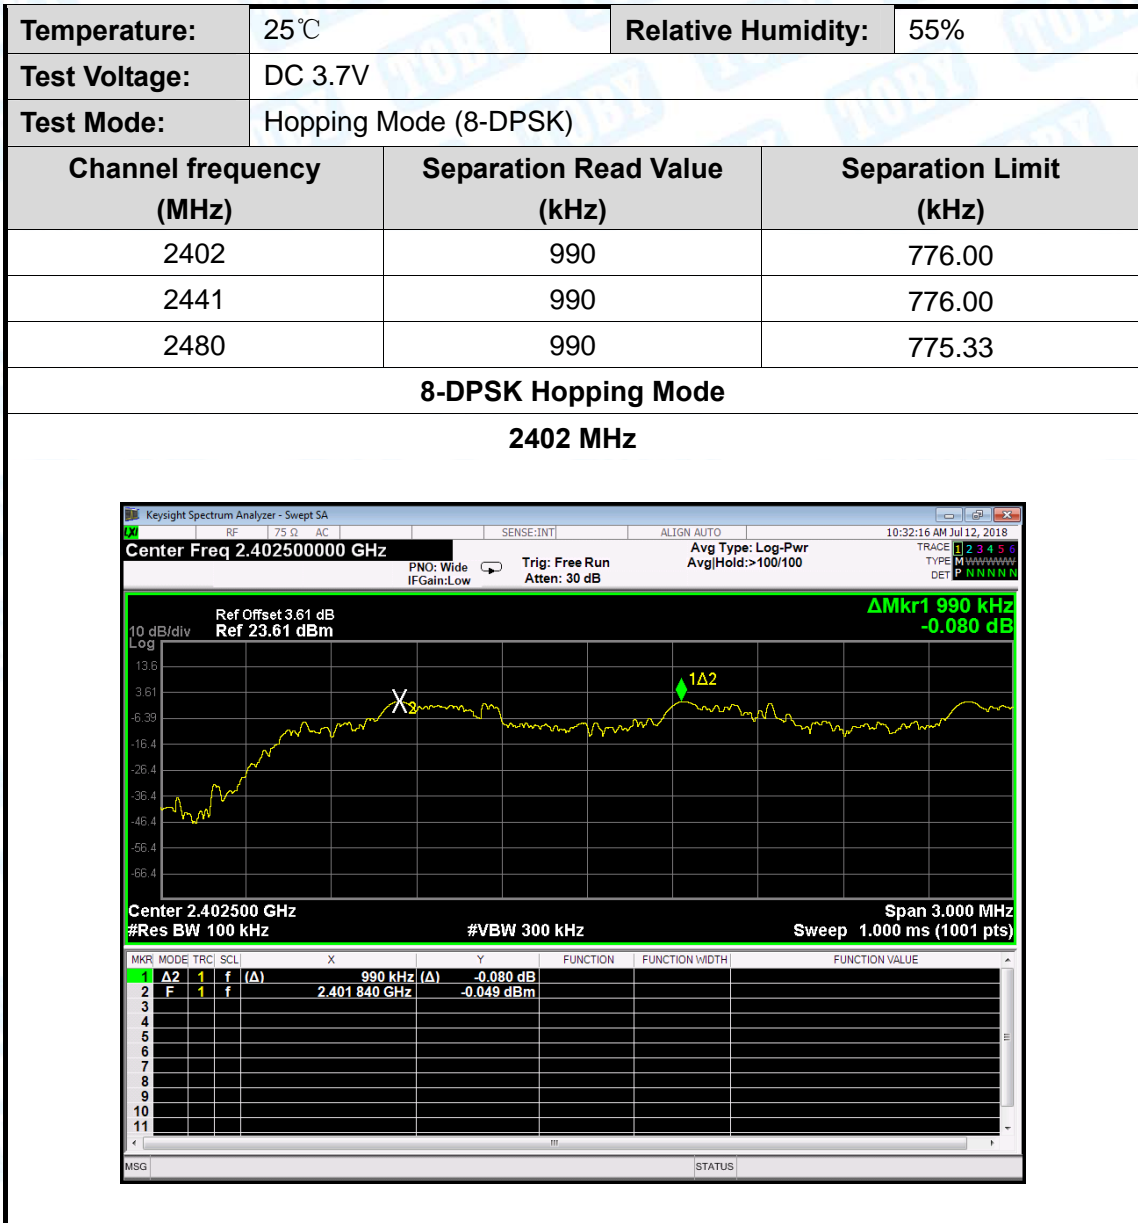 Temperature: 25℃ Relative Humidity: 55%
Test Voltage: DC 3.7V
Test Mode: Hopping Mode (8-DPSK)
Channel frequency (MHz) Separation Read Value (kHz) Separation Limit (kHz)
2402 990 776.00
2441 990 776.00
2480 990 775.33
8-DPSK Hopping Mode
2402 MHz
Keysight Spectrum Analyzer - Swept SA
LXI RF 75 Ω AC SENSE:INT ALIGN AUTO 10:32:16 AM Jul 12, 2018
Center Freq 2.402500000 GHz
PNO: Wide
IFGain:Low
Trig: Free Run
Atten: 30 dB
Avg Type: Log-Pwr
Avg|Hold:>100/100
TRACE 1 2 3 4 5 6
TYPE M WWWWW
DET P N N N N N
ΔMkr1 990 kHz
-0.080 dB
Ref Offset 3.61 dB
10 dB/div Ref 23.61 dBm
Log
13.6
3.61
-6.39
-16.4
-26.4
-36.4
-46.4
-56.4
-66.4
X2
1Δ2
Center 2.402500 GHz Span 3.000 MHz
#Res BW 100 kHz #VBW 300 kHz Sweep 1.000 ms (1001 pts)
MKR MODE TRC SCL X Y FUNCTION FUNCTION WIDTH FUNCTION VALUE
1 Δ2 1 f (Δ) 990 kHz (Δ) -0.080 dB
2 F 1 f 2.401 840 GHz -0.049 dBm
3
4
5
6
7
8
9
10
11
MSG STATUS
TOBY